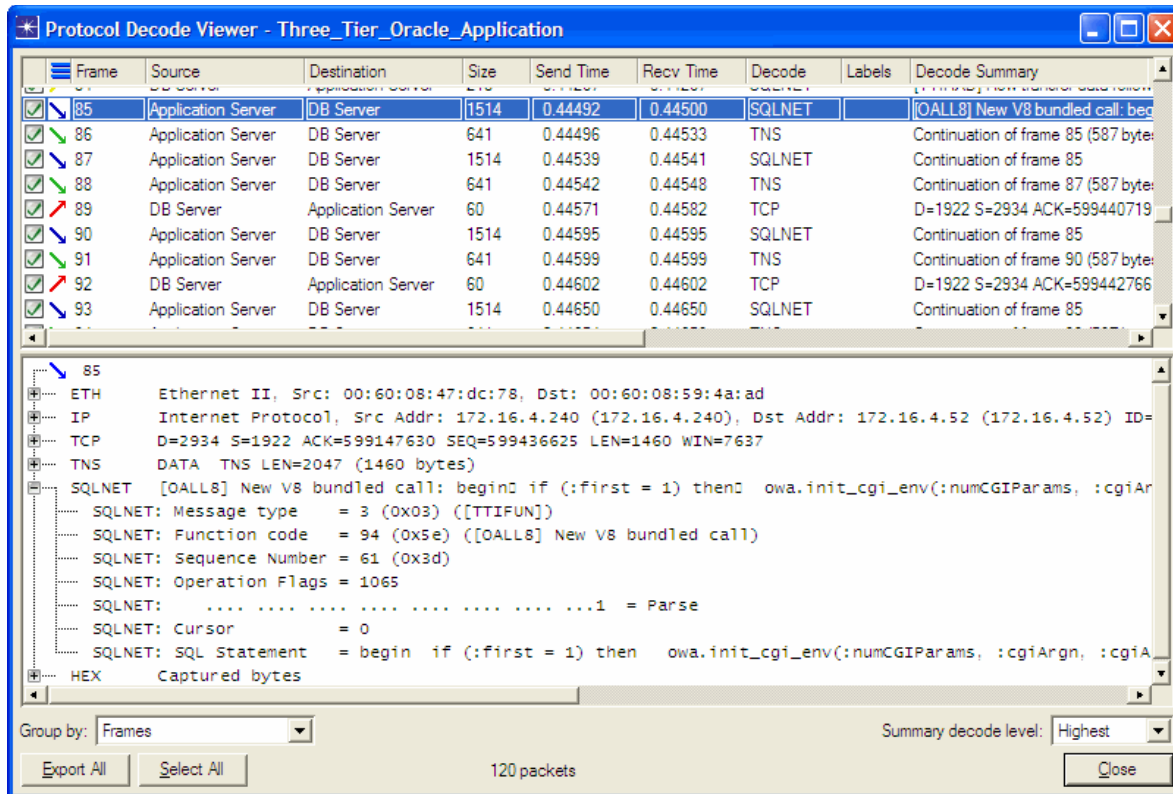 Protocol Decode Viewer - Three_Tier_Oracle_Application
Frame Source Destination Size Send Time Recv Time Decode Labels Decode Summary
85 Application Server DB Server 1514 0.44492 0.44500 SQLNET [OALL8] New V8 bundled call: beg
86 Application Server DB Server 641 0.44496 0.44533 TNS Continuation of frame 85 (587 byte
87 Application Server DB Server 1514 0.44539 0.44541 SQLNET Continuation of frame 85
88 Application Server DB Server 641 0.44542 0.44548 TNS Continuation of frame 87 (587 byte
89 DB Server Application Server 60 0.44571 0.44582 TCP D=1922 S=2934 ACK=599440719
90 Application Server DB Server 1514 0.44595 0.44595 SQLNET Continuation of frame 85
91 Application Server DB Server 641 0.44599 0.44599 TNS Continuation of frame 90 (587 byte
92 DB Server Application Server 60 0.44602 0.44602 TCP D=1922 S=2934 ACK=599442766
93 Application Server DB Server 1514 0.44650 0.44650 SQLNET Continuation of frame 85
85
ETH Ethernet II, Src: 00:60:08:47:dc:78, Dst: 00:60:08:59:4a:ad
IP Internet Protocol, Src Addr: 172.16.4.240 (172.16.4.240), Dst Addr: 172.16.4.52 (172.16.4.52) ID=
TCP D=2934 S=1922 ACK=599147630 SEQ=599436625 LEN=1460 WIN=7637
TNS DATA TNS LEN=2047 (1460 bytes)
SQLNET [OALL8] New V8 bundled call: begin▯ if (:first = 1) then▯ owa.init_cgi_env(:numCGIParams, :cgiAr
SQLNET: Message type = 3 (0x03) ([TTIFUN])
SQLNET: Function code = 94 (0x5e) ([OALL8] New V8 bundled call)
SQLNET: Sequence Number = 61 (0x3d)
SQLNET: Operation Flags = 1065
SQLNET: .... .... .... .... .... .... .... ...1 = Parse
SQLNET: Cursor = 0
SQLNET: SQL Statement = begin if (:first = 1) then owa.init_cgi_env(:numCGIParams, :cgiArgn, :cgiA
HEX Captured bytes
Group by: Frames Summary decode level: Highest
Export All Select All 120 packets Close